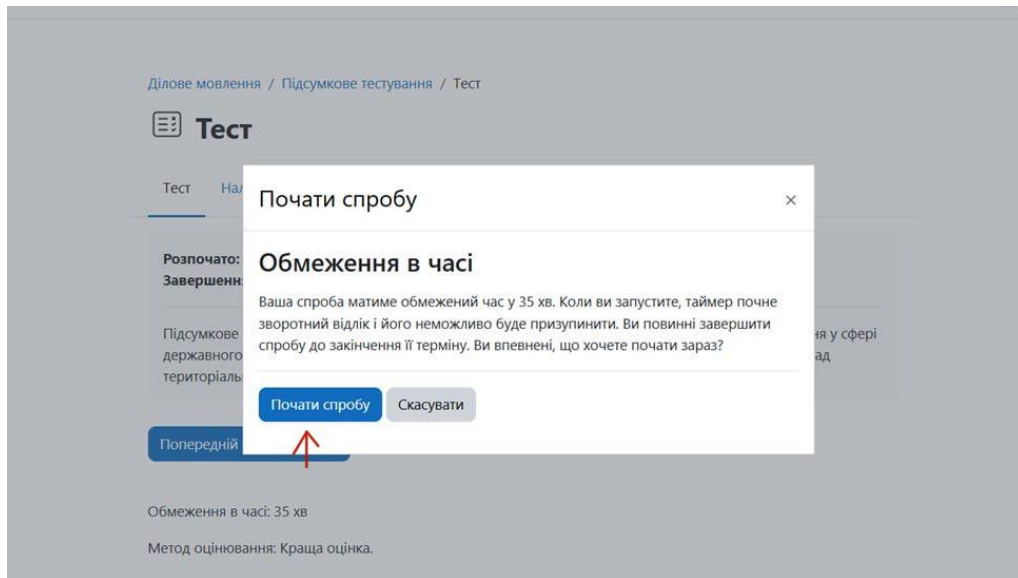 Ділове мовлення / Підсумкове тестування / Тест
Тест
Тест
Почати спробу
×
Розпочато:
Обмеження в часі
Ваша спроба матиме обмежений час у 35 хв. Коли ви запустите, таймер почне
зворотний відлік і його неможливо буде призупинити. Ви повинні завершити
спробу до закінчення її терміну. Ви впевнені, що хочете почати зараз?
Підсумкове
у сфері
державного
Почати спробу
Скасувати
Попередній
Обмеження в часі: 35 хв
Метод оцінювання: Краща оцінка.